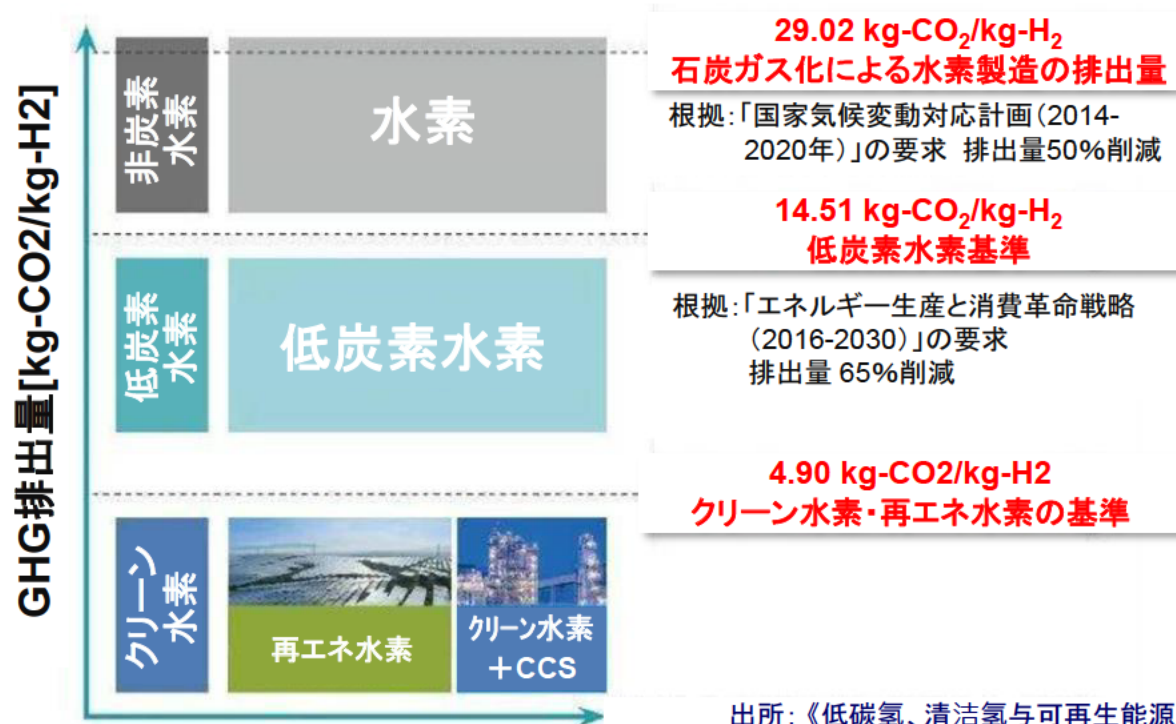 GHG排出量[kg-CO2/kg-H2]
非炭素
水素
水素
29.02 kg-CO₂/kg-H₂
石炭ガス化による水素製造の排出量
根拠：「国家気候変動対応計画（2014-
2020年）」の要求 排出量50%削減
14.51 kg-CO₂/kg-H₂
低炭素水素基準
低炭素
水素
低炭素水素
根拠：「エネルギー生産と消費革命戦略
（2016-2030）」の要求
排出量 65%削減
4.90 kg-CO2/kg-H2
クリーン水素・再エネ水素の基準
クリーン
水素
再エネ水素
クリーン水素
＋CCS
出所：《低碳氢、清洁氢与可再生能源